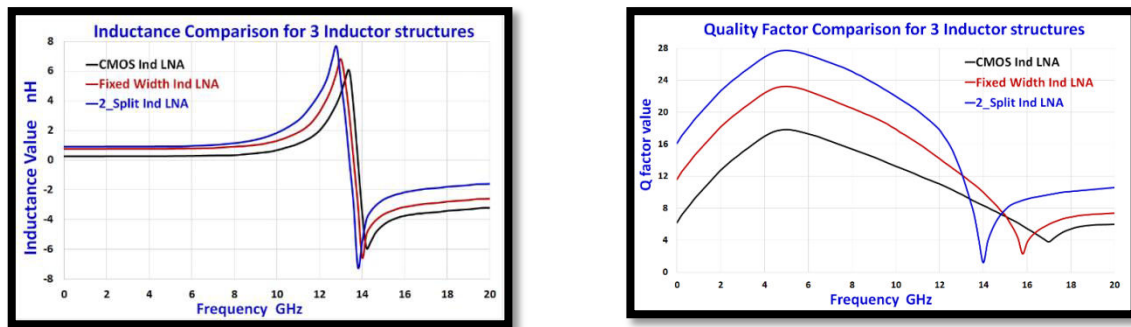 Inductance Comparison for 3 Inductor structures
8
6
4
2
0
-2
-4
-6
-8
Inductance Value nH
CMOS Ind LNA
Fixed Width Ind LNA
2_Split Ind LNA
0 2 4 6 8 10 12 14 16 18 20
Frequency GHz
Quality Factor Comparison for 3 Inductor structures
28
24
20
16
12
8
4
0
Q factor value
CMOS Ind LNA
Fixed Width Ind LNA
2_Split Ind LNA
0 2 4 6 8 10 12 14 16 18 20
Frequency GHz